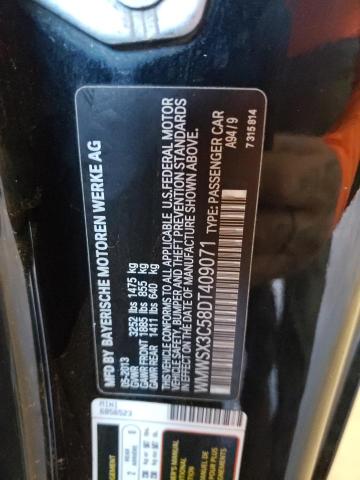 MFD BY BAYERISCHE MOTOREN WERKE AG
05-2013
GVWR 3252 lbs 1475 kg
GAWR FRONT 1885 lbs 855 kg
GAWR REAR 1411 lbs 640 kg
THIS VEHICLE CONFORMS TO ALL APPLICABLE U.S. FEDERAL MOTOR
VEHICLE SAFETY, BUMPER AND THEFT PREVENTION STANDARDS
IN EFFECT ON THE DATE OF MANUFACTURE SHOWN ABOVE.
WMWSX3C58DT409071 TYPE: PASSENGER CAR
A94/9
7 315 814
MINI
6856523